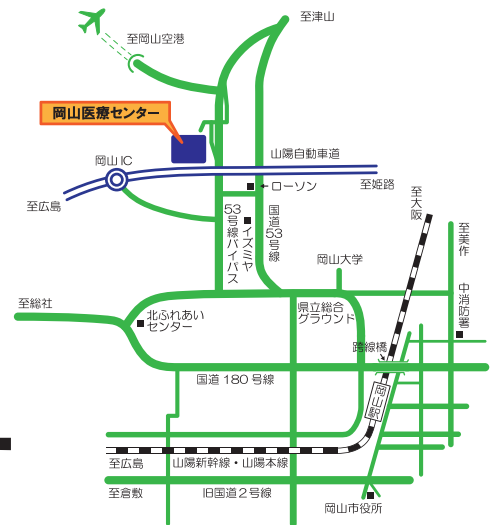 至津山
至岡山空港
岡山医療センター
岡山IC
山陽自動車道
ローソン
至姫路
至広島
至大阪
53号線バイパス
イズミヤ
国道53号線
至美作
岡山大学
中消防署
至総社
北ふれあい
センター
県立総合
グラウンド
跨線橋
国道180号線
岡山駅
至広島
山陽新幹線・山陽本線
至倉敷
旧国道2号線
岡山市役所